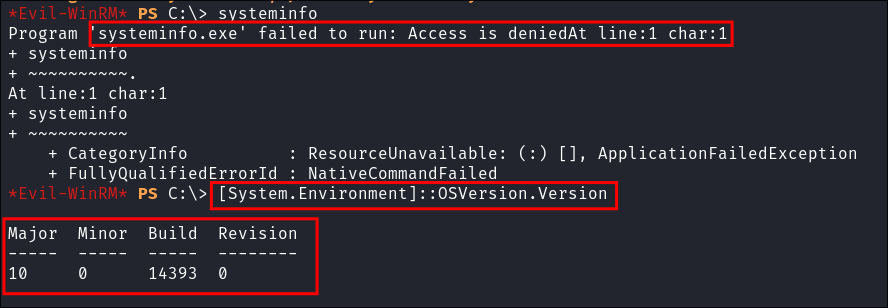 *Evil-WinRM* PS C:\> systeminfo
Program 'systeminfo.exe' failed to run: Access is deniedAt line:1 char:1
+ systeminfo
+ ~~~~~~~~~~.
At line:1 char:1
+ systeminfo
+ ~~~~~~~~~~
    + CategoryInfo          : ResourceUnavailable: (:) [], ApplicationFailedException
    + FullyQualifiedErrorId : NativeCommandFailed
*Evil-WinRM* PS C:\> [System.Environment]::OSVersion.Version
Major  Minor  Build  Revision
-----  -----  -----  --------
10     0      14393  0